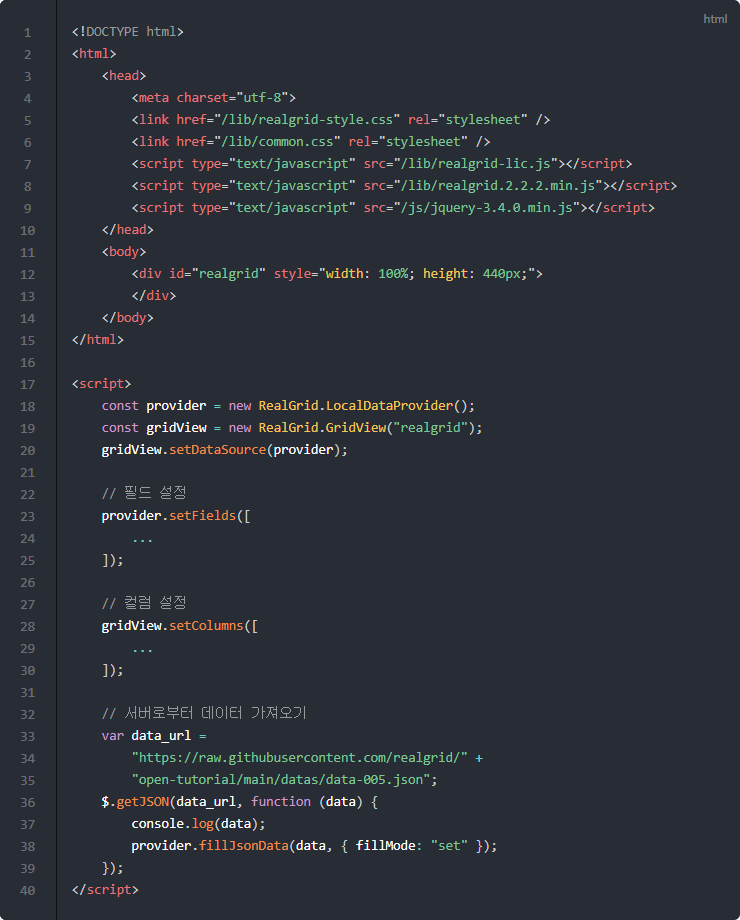 html
1 <!DOCTYPE html>
2 <html>
3     <head>
4         <meta charset="utf-8">
5         <link href="/lib/realgrid-style.css" rel="stylesheet" />
6         <link href="/lib/common.css" rel="stylesheet" />
7         <script type="text/javascript" src="/lib/realgrid-lic.js"></script>
8         <script type="text/javascript" src="/lib/realgrid.2.2.2.min.js"></script>
9         <script type="text/javascript" src="/js/jquery-3.4.0.min.js"></script>
10     </head>
11     <body>
12         <div id="realgrid" style="width: 100%; height: 440px;">
13         </div>
14     </body>
15 </html>
16
17 <script>
18     const provider = new RealGrid.LocalDataProvider();
19     const gridView = new RealGrid.GridView("realgrid");
20     gridView.setDataSource(provider);
21
22     // 필드 설정
23     provider.setFields([
24         ...
25     ]);
26
27     // 컬럼 설정
28     gridView.setColumns([
29         ...
30     ]);
31
32     // 서버로부터 데이터 가져오기
33     var data_url =
34         "https://raw.githubusercontent.com/realgrid/" +
35         "open-tutorial/main/datas/data-005.json";
36     $.getJSON(data_url, function (data) {
37         console.log(data);
38         provider.fillJsonData(data, { fillMode: "set" });
39     });
40 </script>